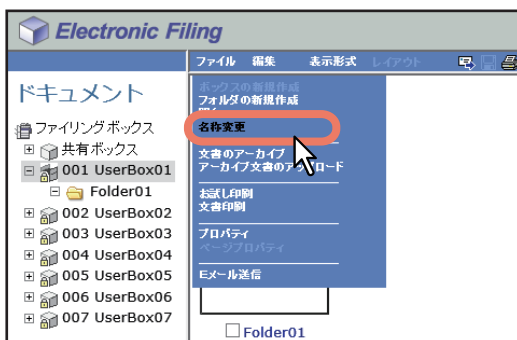 Electronic Filing
ファイル 編集 表示形式 レイアウト
ドキュメント
ファイリングボックス
共有ボックス
001 UserBox01
Folder01
002 UserBox02
003 UserBox03
004 UserBox04
005 UserBox05
006 UserBox06
007 UserBox07
ボックスの新規作成
フォルダの新規作成
名称変更
文書のアーカイブ
アーカイブ文書のアップロード
お試し印刷
文書印刷
プロパティ
ページプロパティ
Eメール送信
Folder01